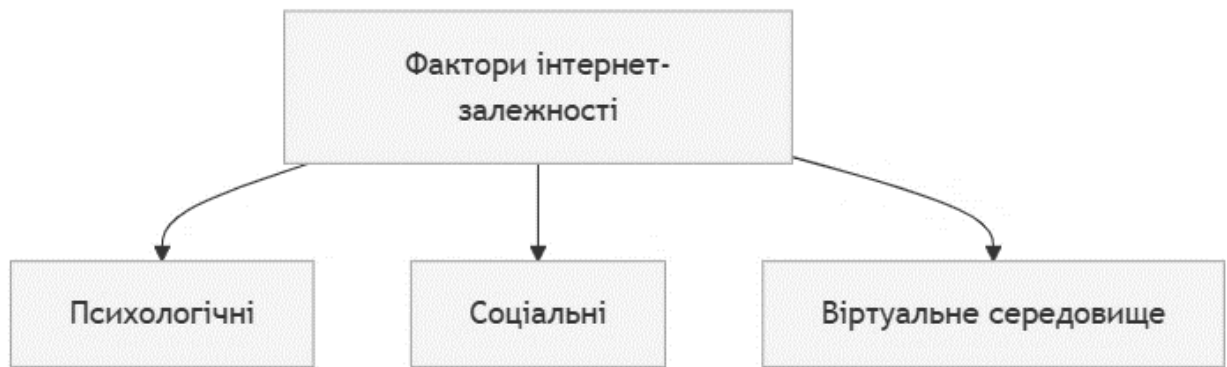 Фактори інтернет-
залежності
Психологічні
Соціальні
Віртуальне середовище